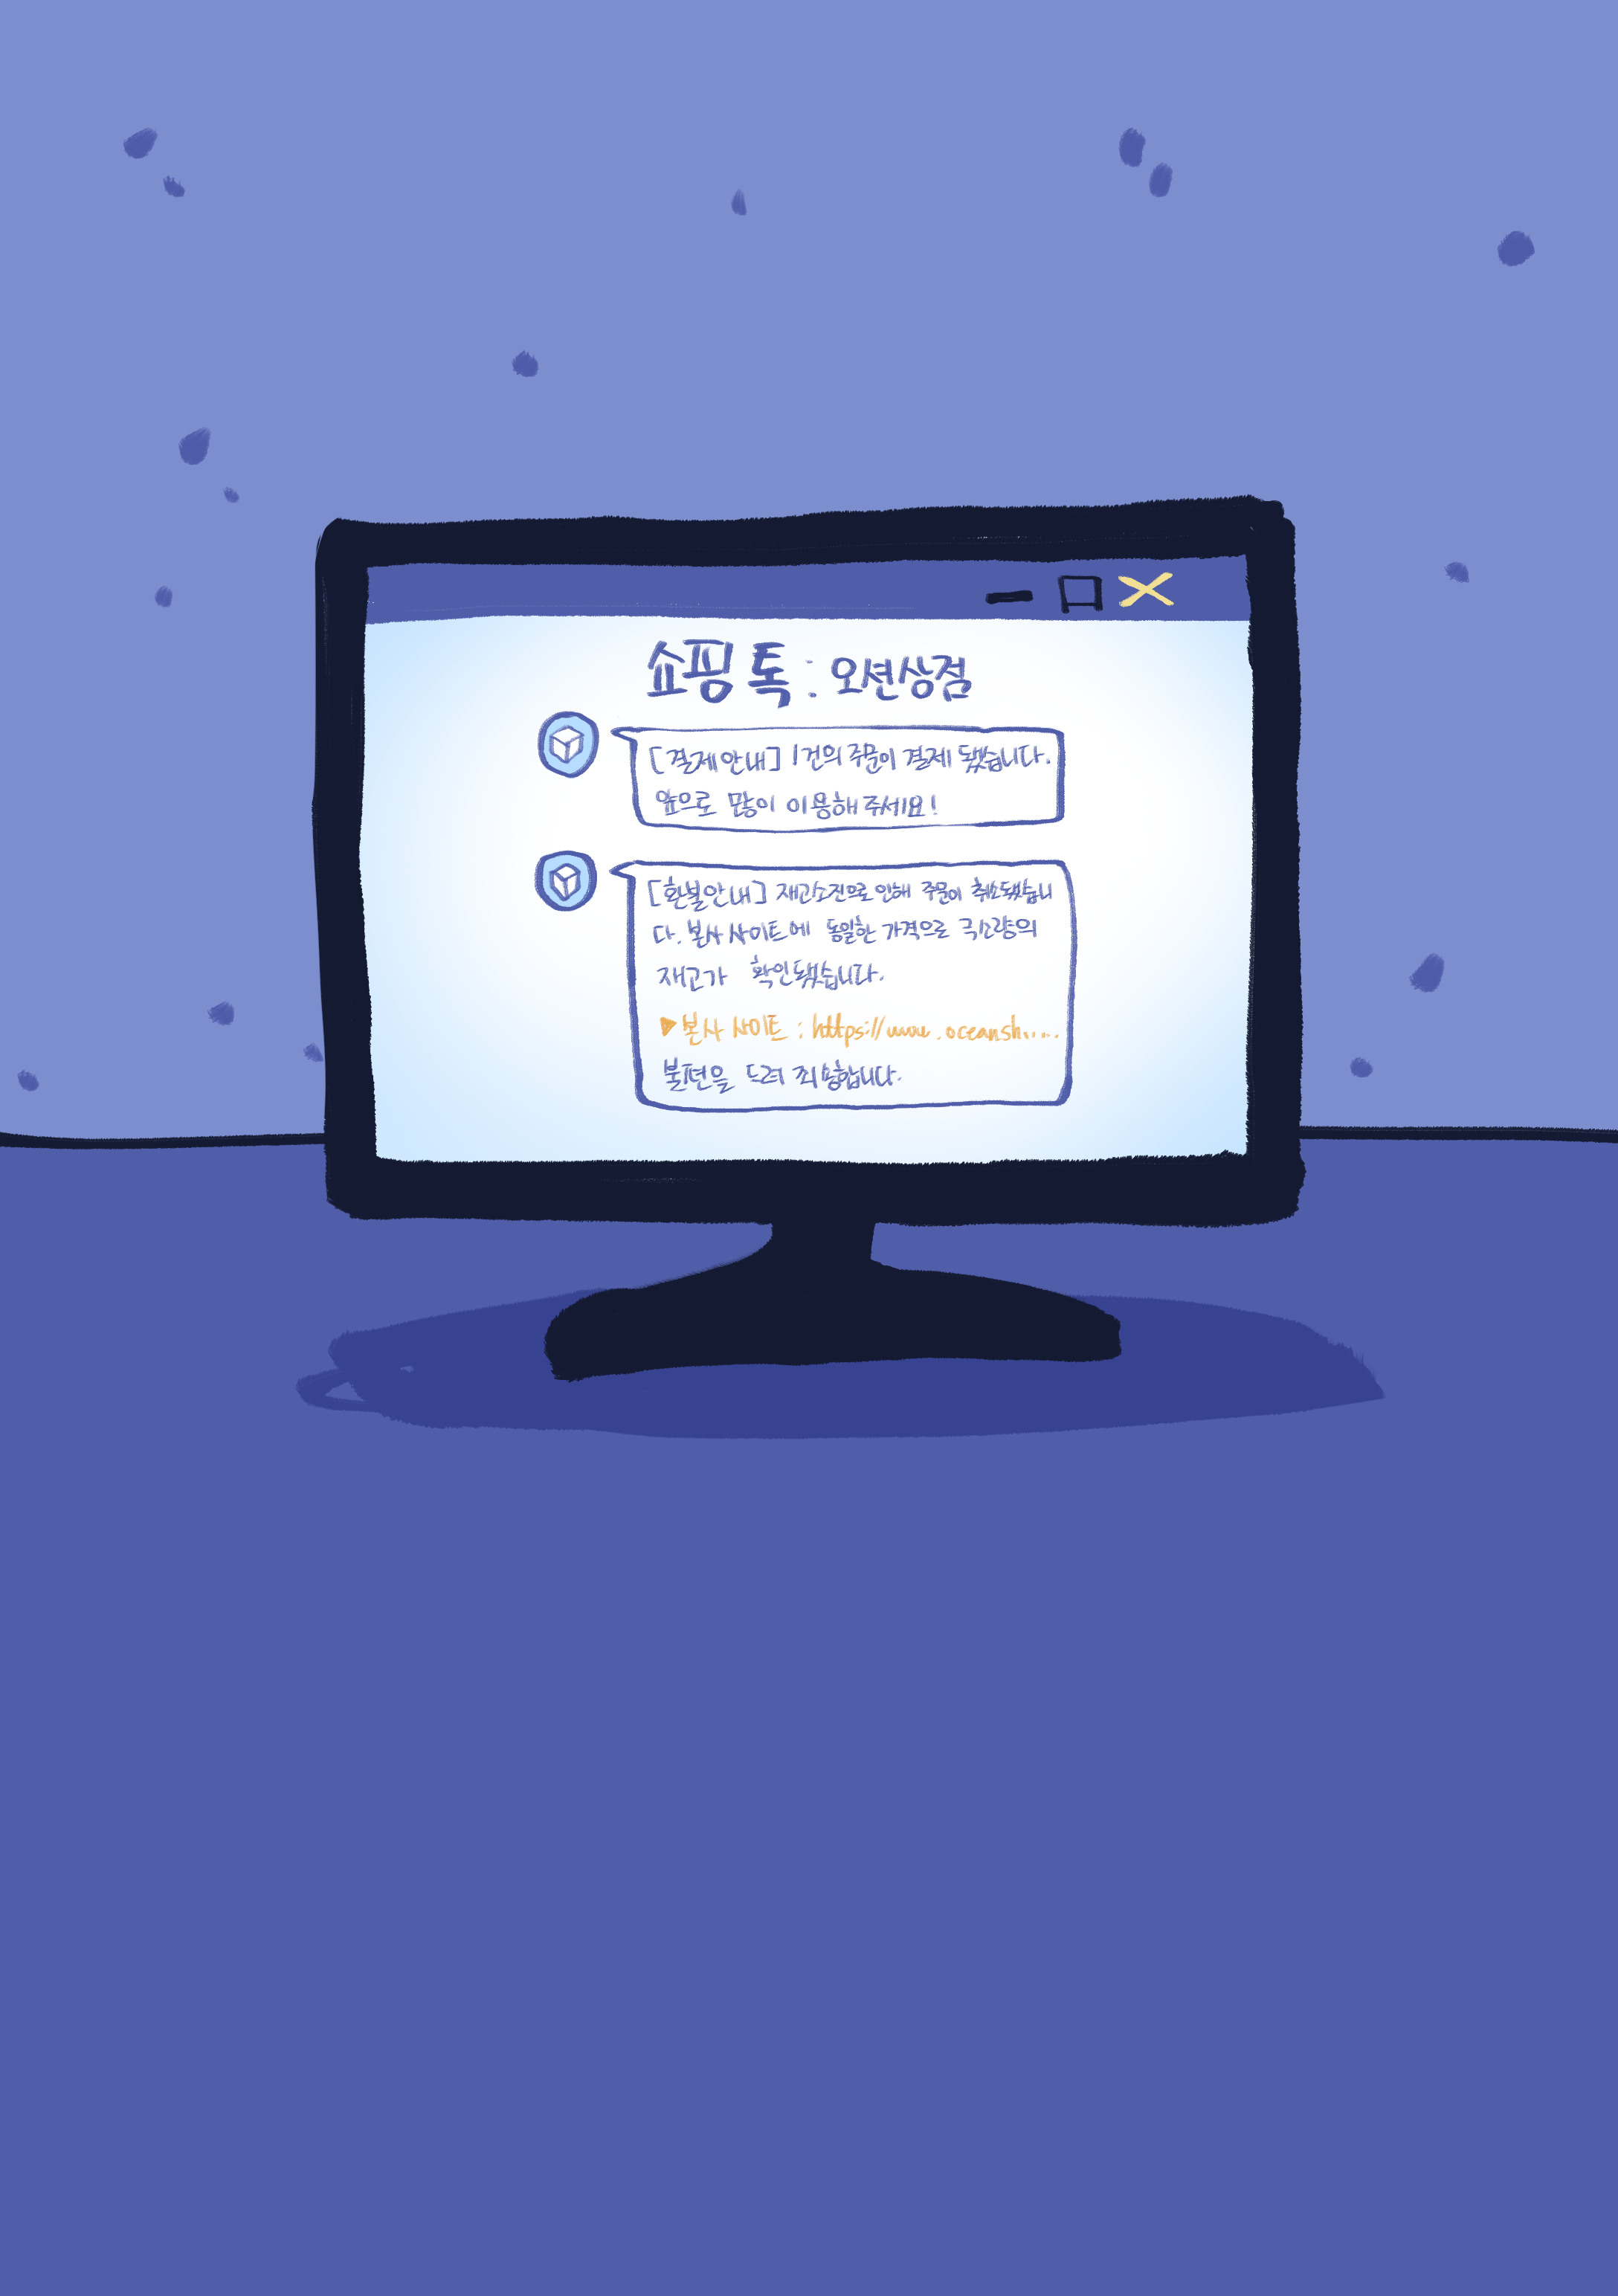 쇼핑톡 : 오션상점
[결제안내] 1건의 주문이 결제 됐습니다.
앞으로 많이 이용해 주세요!
[환불안내] 재고소진으로 인해 주문이 취소됐습니
다. 본사 사이트에 동일한 가격으로 극소량의
재고가 확인됐습니다.
▶본사 사이트 : https://www.oceansh.....
불편을 드려 죄송합니다.